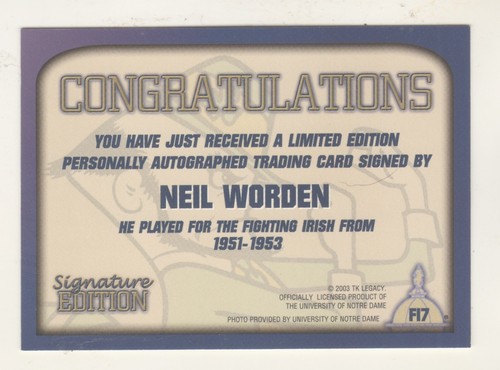 CONGRATULATIONS
YOU HAVE JUST RECEIVED A LIMITED EDITION
PERSONALLY AUTOGRAPHED TRADING CARD SIGNED BY
NEIL WORDEN
HE PLAYED FOR THE FIGHTING IRISH FROM
1951-1953
Signature
EDITION
© 2003 TK LEGACY.
OFFICIALLY LICENSED PRODUCT OF
THE UNIVERSITY OF NOTRE DAME
PHOTO PROVIDED BY UNIVERSITY OF NOTRE DAME
FI7
®